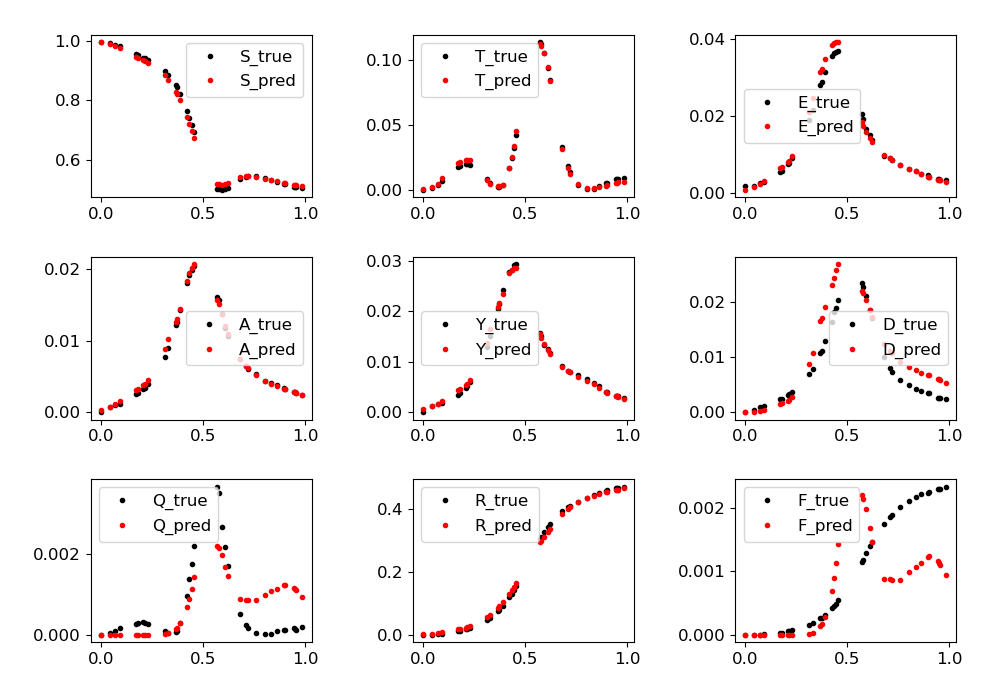 1.0
0.8
0.6
0.0 0.5 1.0
S_true
S_pred
0.10
0.05
0.00
0.0 0.5 1.0
T_true
T_pred
0.04
0.02
0.00
0.0 0.5 1.0
E_true
E_pred
0.02
0.01
0.00
0.0 0.5 1.0
A_true
A_pred
0.03
0.02
0.01
0.00
0.0 0.5 1.0
Y_true
Y_pred
0.02
0.01
0.00
0.0 0.5 1.0
D_true
D_pred
0.002
0.000
0.0 0.5 1.0
Q_true
Q_pred
0.4
0.2
0.0
0.0 0.5 1.0
R_true
R_pred
0.002
0.001
0.000
0.0 0.5 1.0
F_true
F_pred